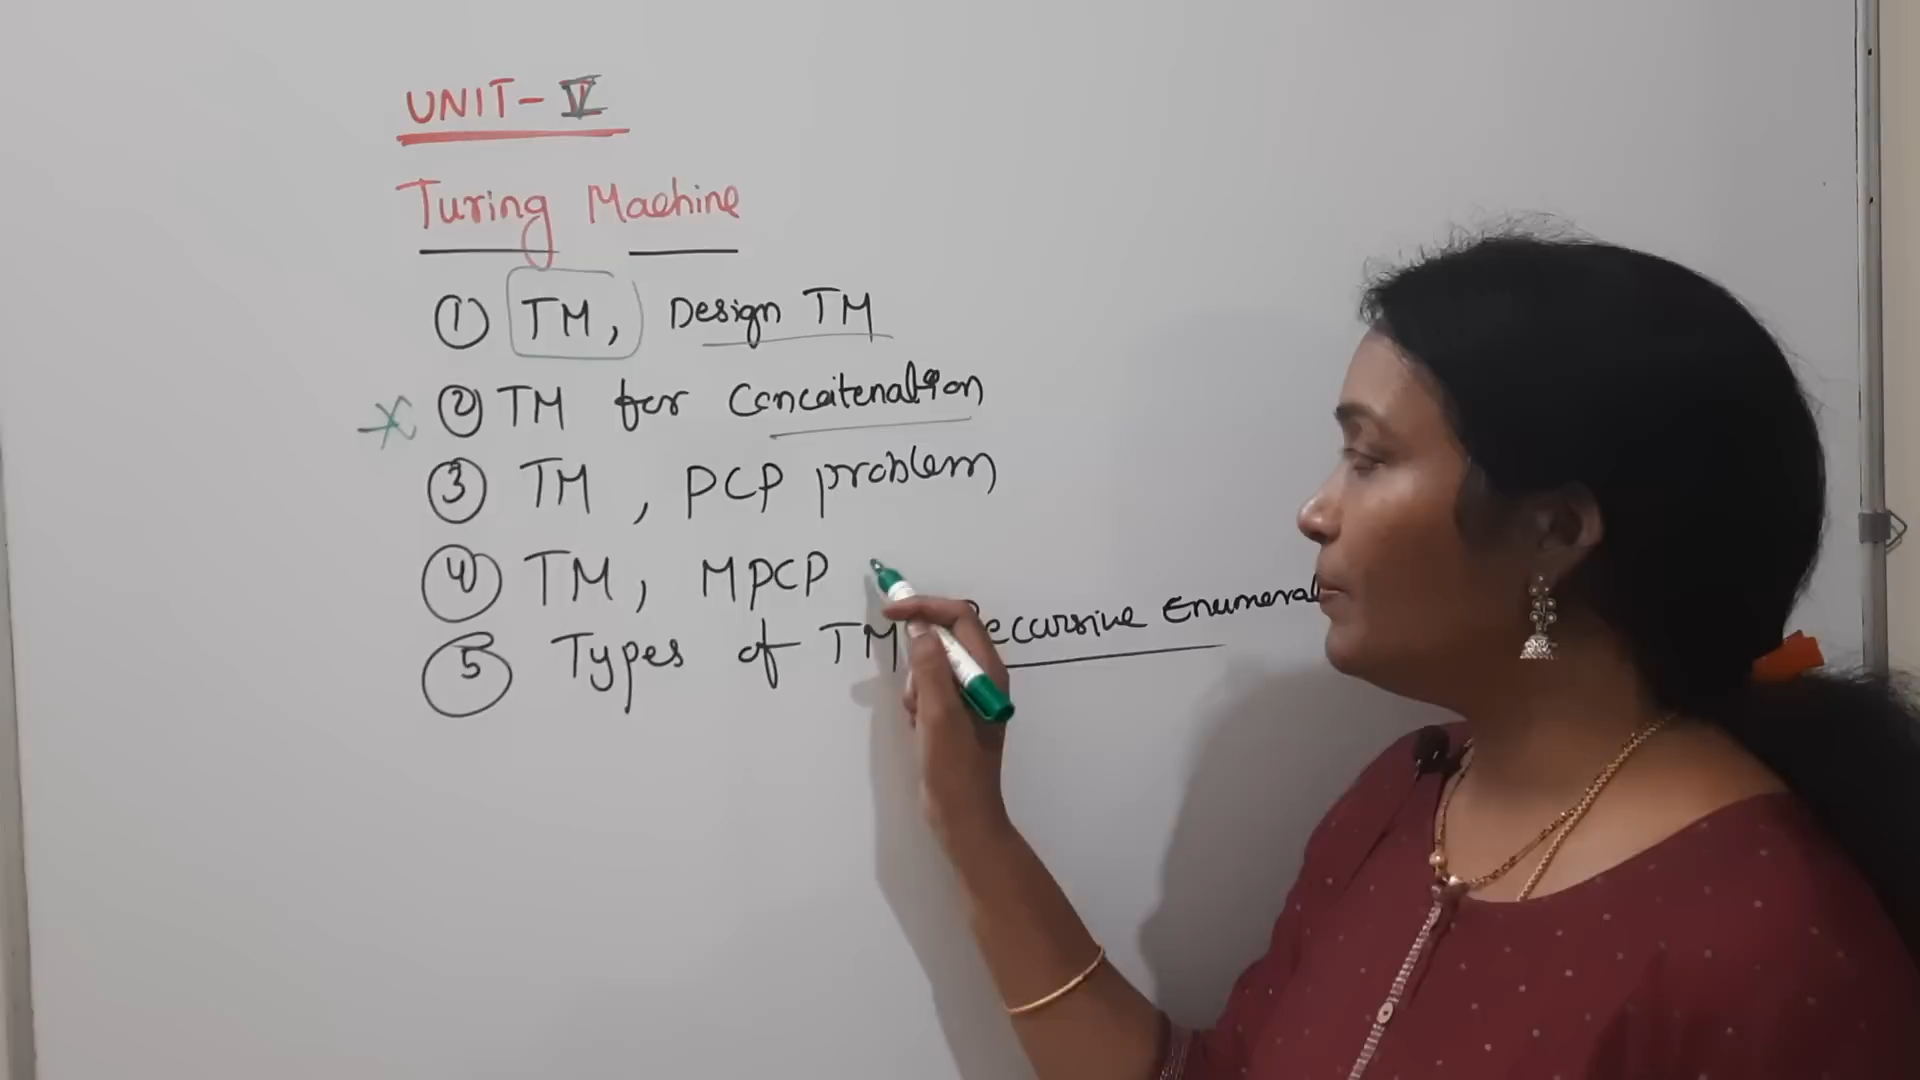 UNIT-V
Turing Machine
① TM, Design TM
② TM for Concaitenation
③ TM, PCP problem
④ TM, MPCP
⑤ Types of TM Enumeral